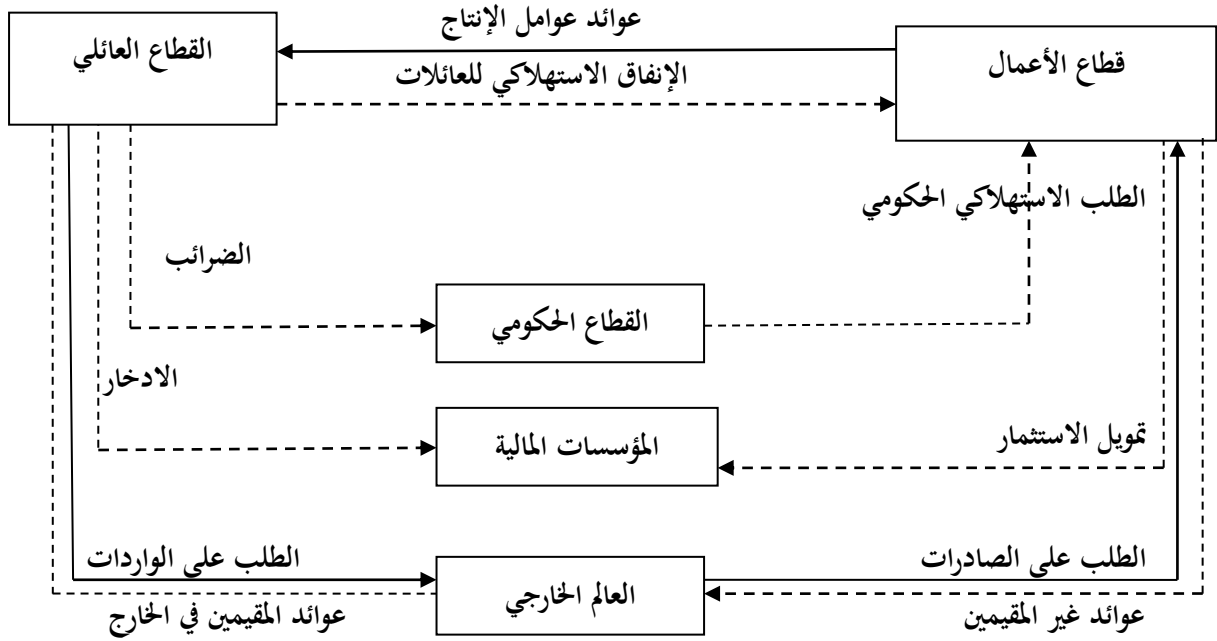 عوائد عوامل الإنتاج
القطاع العائلي
قطاع الأعمال
الإنفاق الاستهلاكي للعائلات
الطلب الاستهلاكي الحكومي
الضرائب
القطاع الحكومي
الادخار
المؤسسات المالية
تمويل الاستثمار
الطلب على الواردات
الطلب على الصادرات
العالم الخارجي
عوائد المقيمين في الخارج
عوائد غير المقيمين